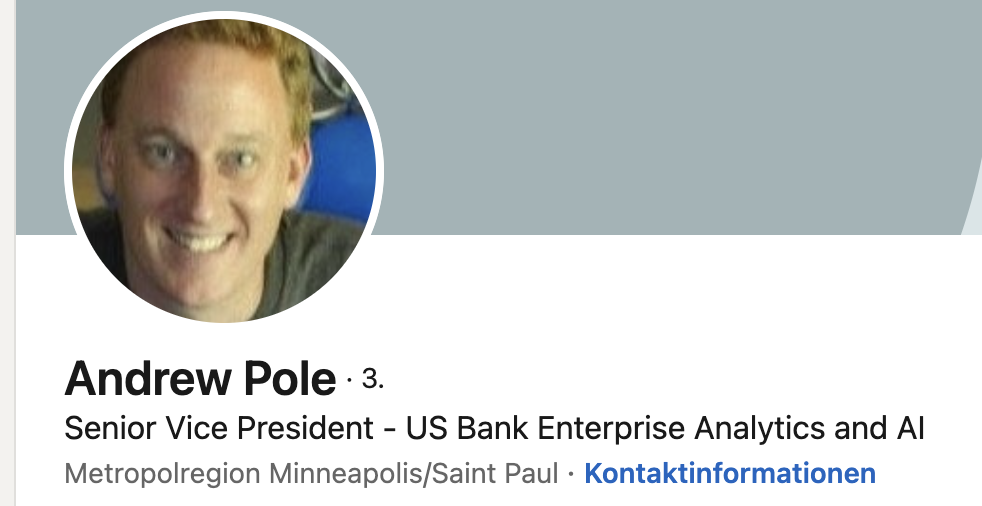 Andrew Pole · 3.
Senior Vice President - US Bank Enterprise Analytics and AI
Metropolregion Minneapolis/Saint Paul · Kontaktinformationen